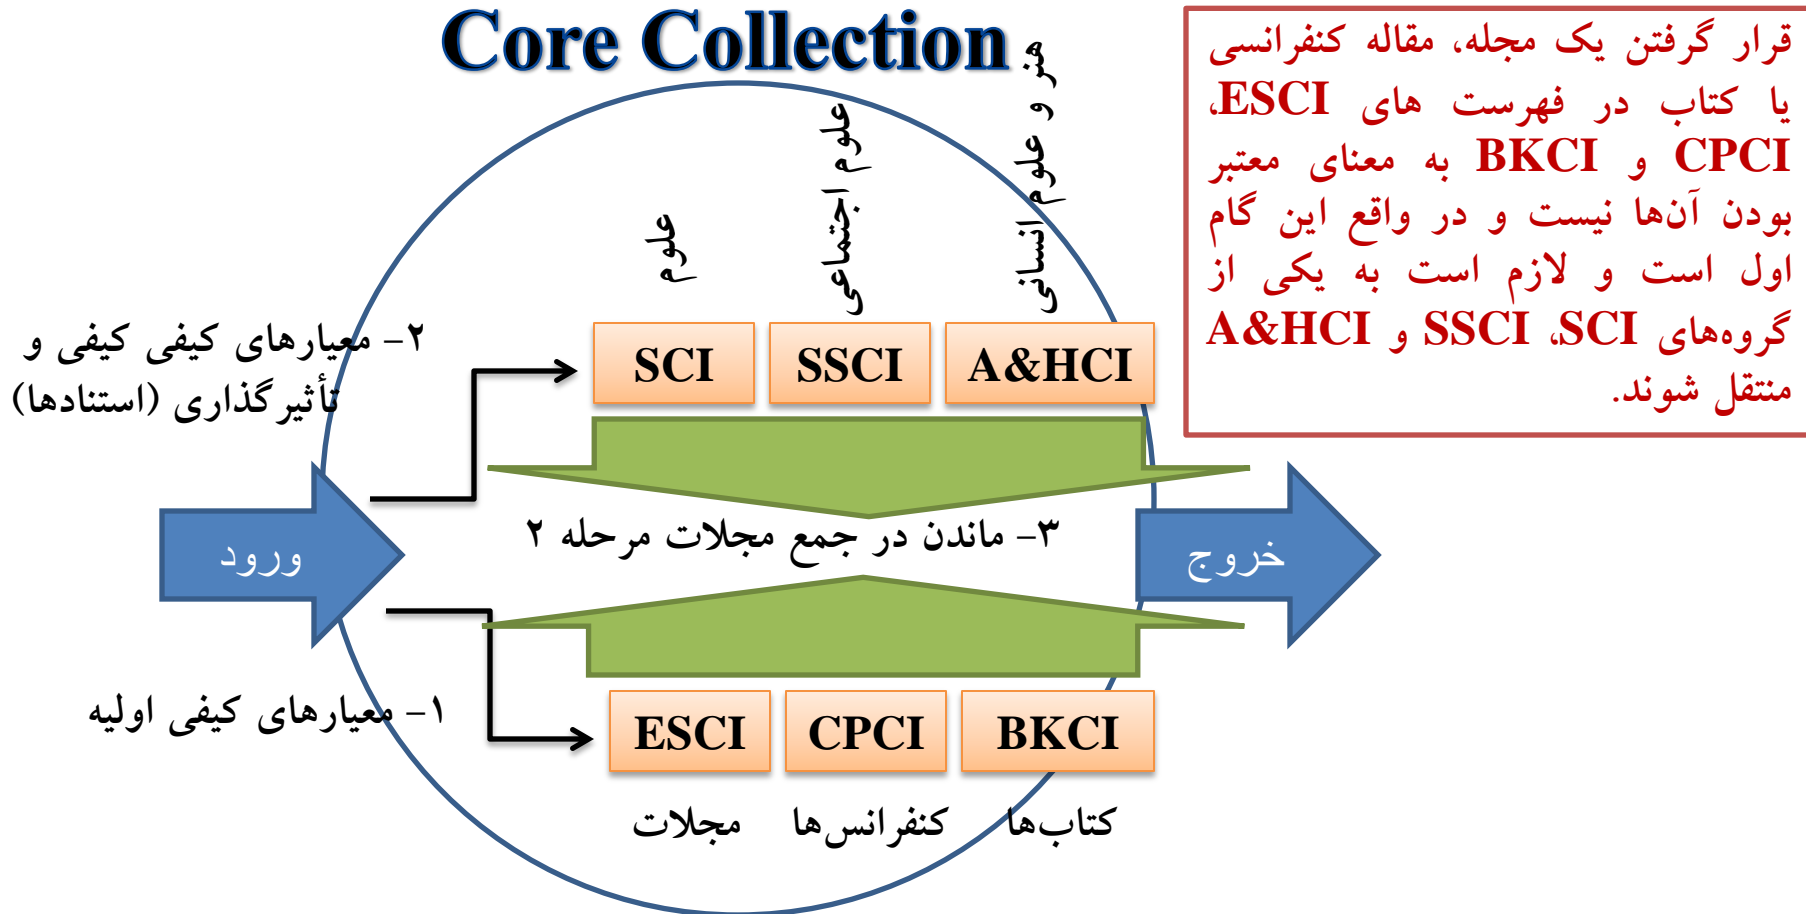 Core Collection
قرار گرفتن یک مجله، مقاله کنفرانسی
یا کتاب در فهرست های ESCI،
CPCI و BKCI به معنای معتبر
بودن آن‌ها نیست و در واقع این گام
اول است و لازم است به یکی از
گروه‌های SCI، SSCI و A&HCI
منتقل شوند.
علوم
علوم اجتماعی
هنر و علوم انسانی
۲- معیارهای کیفی کیفی و
تأثیرگذاری (استنادها)
SCI
SSCI
A&HCI
ورود
۳- ماندن در جمع مجلات مرحله ۲
خروج
۱- معیارهای کیفی اولیه
ESCI
CPCI
BKCI
مجلات
کنفرانس‌ها
کتاب‌ها